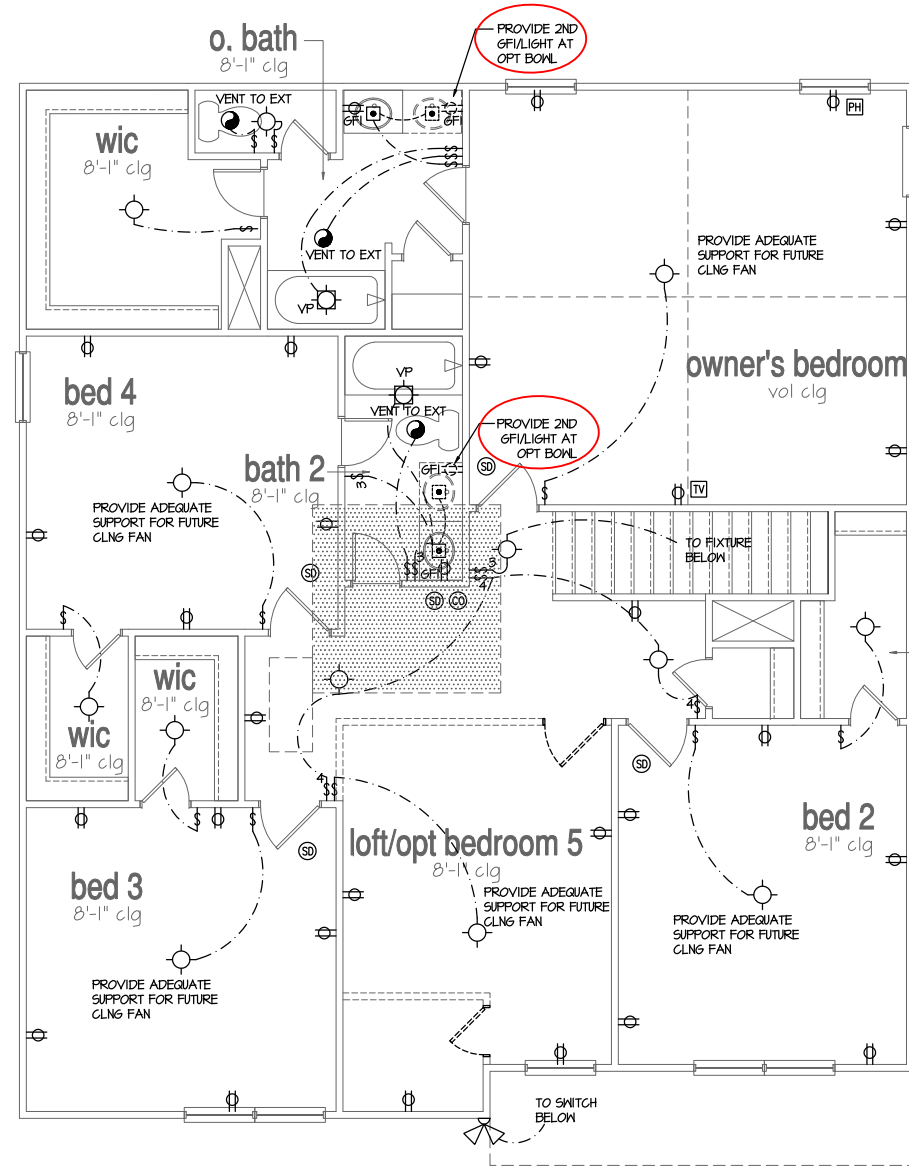 o. bath
8'-1" clg
PROVIDE 2ND
GFI/LIGHT AT
OPT BOWL
VENT TO EXT
GFI
GFI
PH
wic
8'-1" clg
$
$
$
$
$
$
VENT TO EXT
VP
PROVIDE ADEQUATE
SUPPORT FOR FUTURE
CLNG FAN
owner's bedroom
vol clg
bed 4
8'-1" clg
VP
VENT TO EXT
PROVIDE 2ND
GFI/LIGHT AT
OPT BOWL
bath 2
8'-1" clg
GFI
SD
$3
$
TV
PROVIDE ADEQUATE
SUPPORT FOR FUTURE
CLNG FAN
TO FIXTURE
BELOW
SD
$$
3
GFI
$3
$4
SD
CO
$
$
wic
8'-1" clg
wic
8'-1" clg
4$
$
$
SD
4
$$
$
$
SD
loft/opt bedroom 5
8'-1" clg
bed 2
8'-1" clg
bed 3
8'-1" clg
PROVIDE ADEQUATE
SUPPORT FOR FUTURE
CLNG FAN
PROVIDE ADEQUATE
SUPPORT FOR FUTURE
CLNG FAN
PROVIDE ADEQUATE
SUPPORT FOR FUTURE
CLNG FAN
TO SWITCH
BELOW